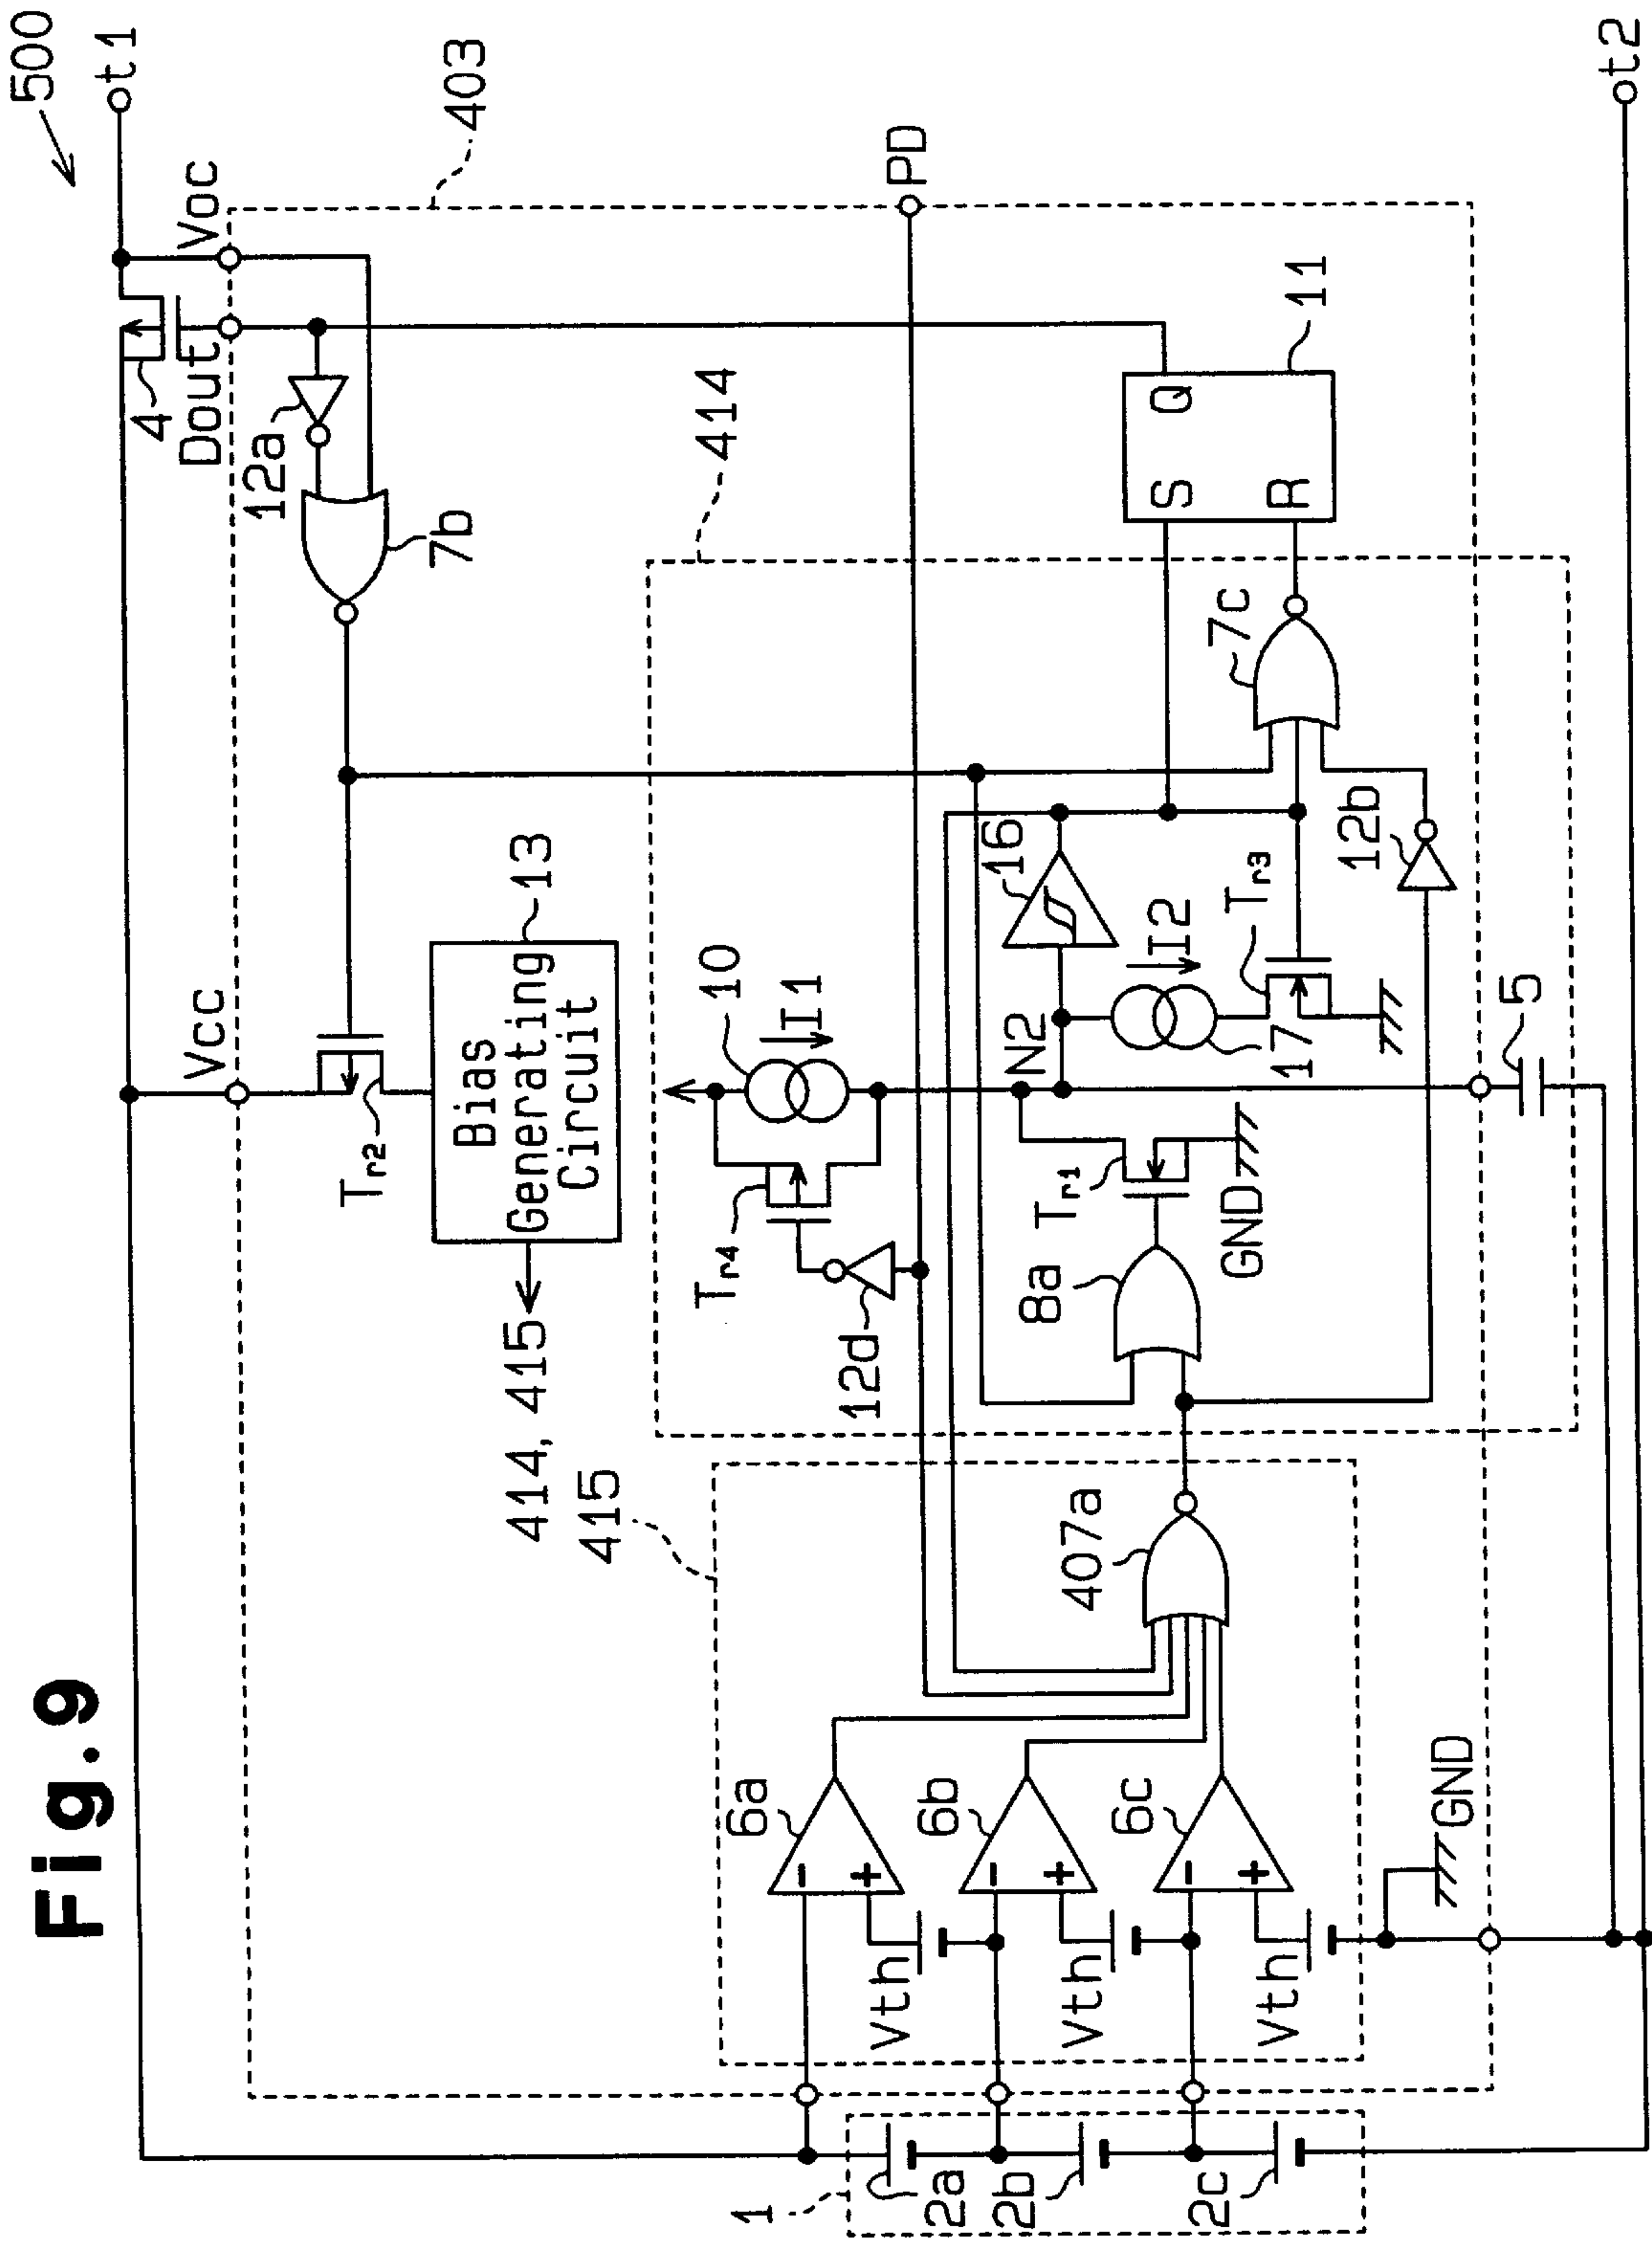 Fig. 9
500
t1
Voc
403
4
Dout
12a
7b
PD
Vcc
Tr2
13
Bias
Generating
Circuit
414, 415
414
415
10
I1
Tr4
12d
N2
16
I2
17
Tr3
Tr1
GND
8a
7c
12b
S
Q
R
11
5
407a
6a
-
+
Vth
6b
-
+
Vth
6c
-
+
Vth
GND
1
2a
2b
2c
t2